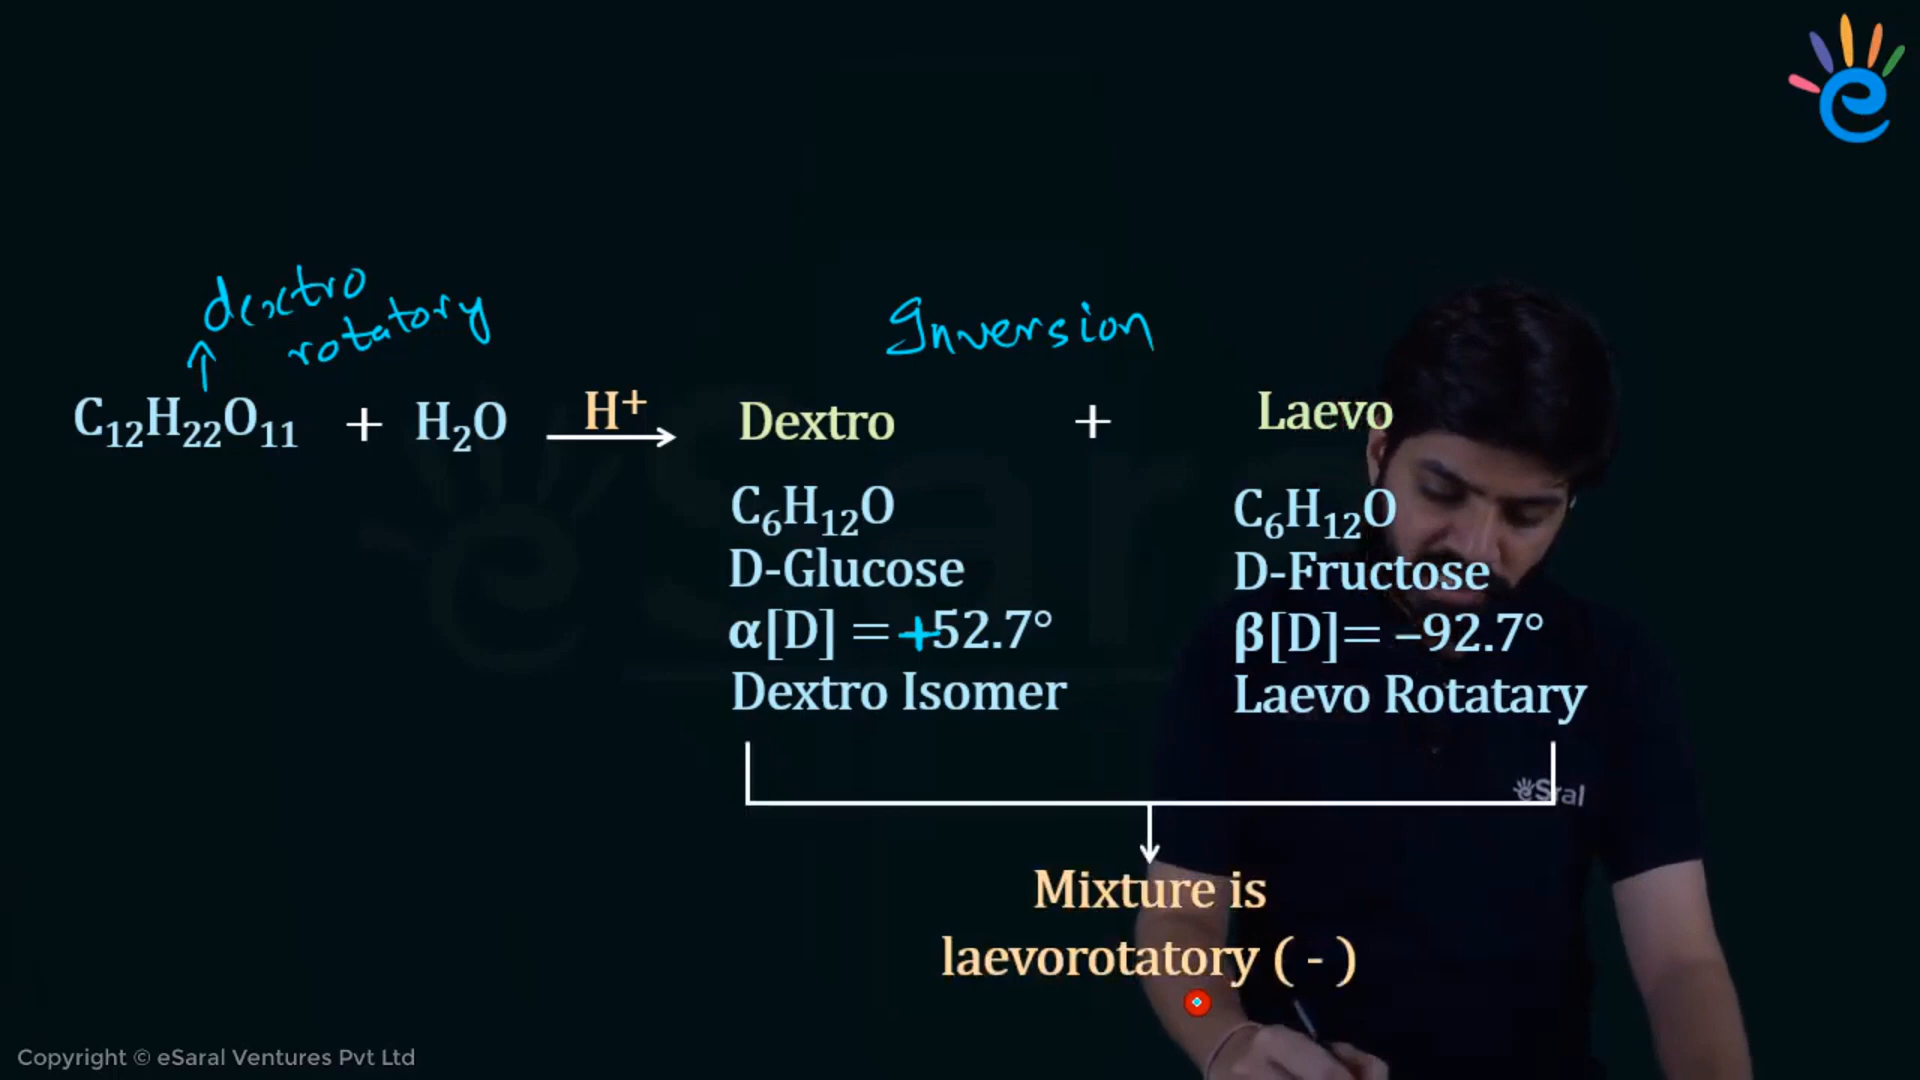 dextro
rotatory
Inversion
↑
C₁₂H₂₂O₁₁ + H₂O H⁺ → Dextro + Laevo
C₆H₁₂O C₆H₁₂O
D-Glucose D-Fructose
α[D] = +52.7° β[D]= –92.7°
Dextro Isomer Laevo Rotatary
eSral
Mixture is
laevorotatory ( - )
Copyright © eSaral Ventures Pvt Ltd